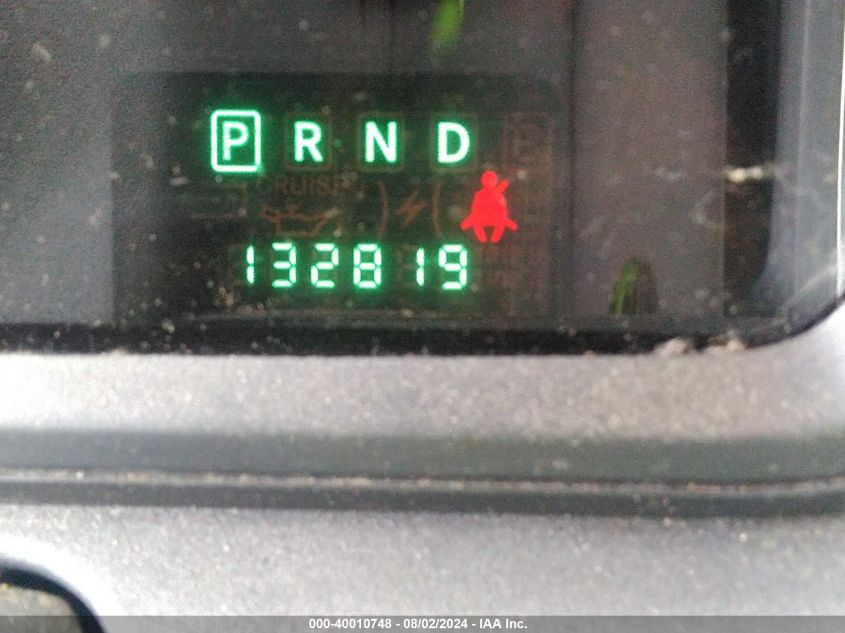 P R N D
CRUISE
132819
000-40010748 - 08/02/2024 - IAA Inc.